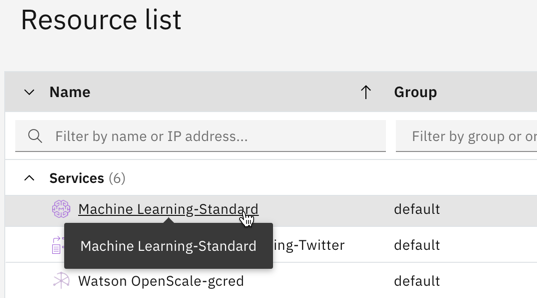 Resource list
Name
Group
Filter by name or IP address...
Filter by group or or
Services (6)
Machine Learning-Standard
default
Machine Learning-Standard
ing-Twitter
default
Watson OpenScale-gcred
default